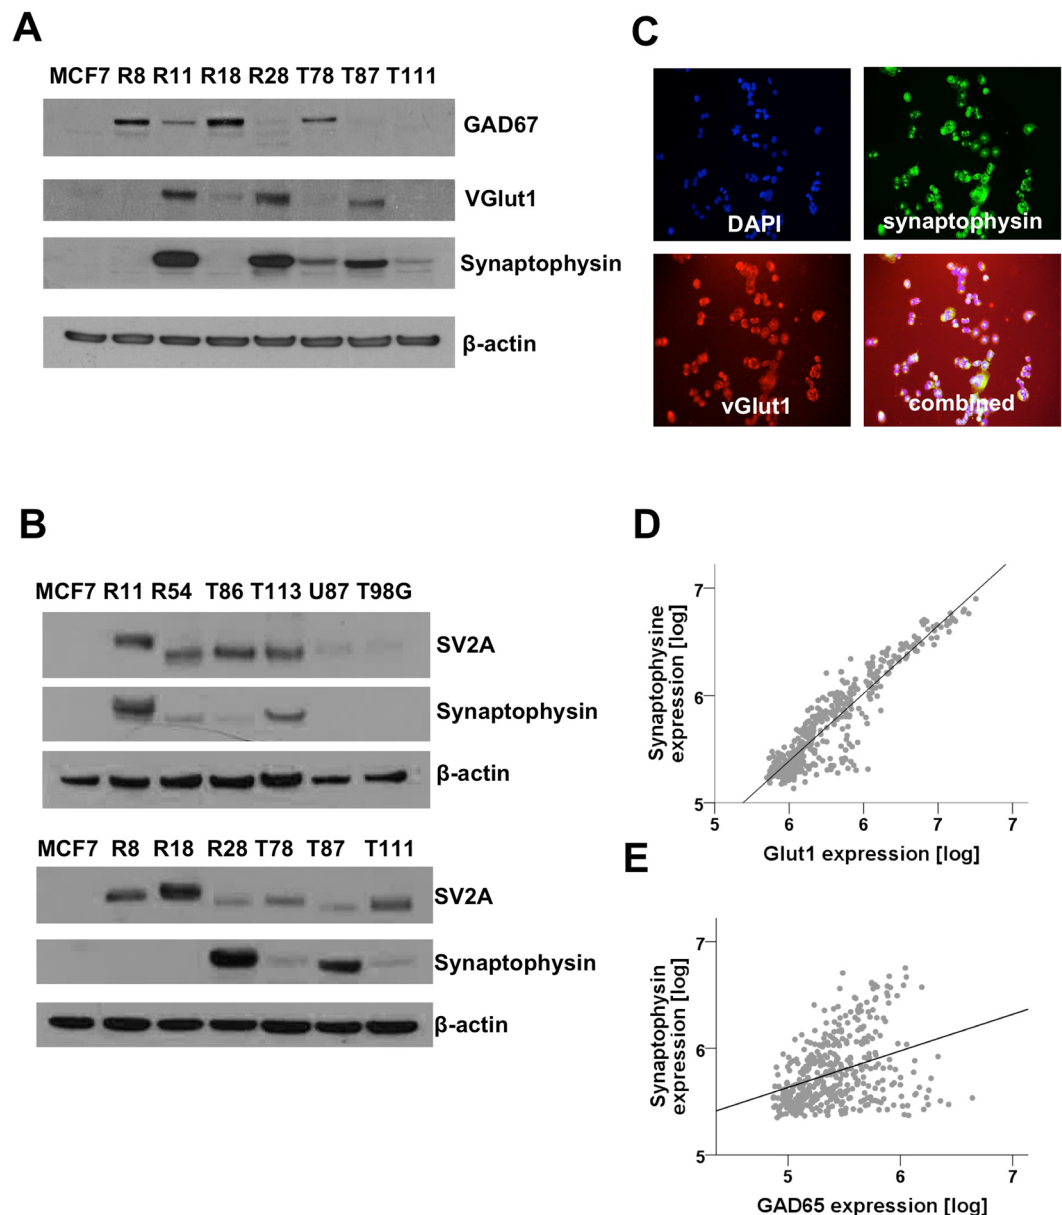 A
MCF7 R8 R11 R18 R28 T78 T87 T111
GAD67
VGlut1
Synaptophysin
β-actin
B
MCF7 R11 R54 T86 T113 U87 T98G
SV2A
Synaptophysin
β-actin
MCF7 R8 R18 R28 T78 T87 T111
SV2A
Synaptophysin
β-actin
C
DAPI
synaptophysin
vGlut1
combined
D
Synaptophysine
expression [log]
7
6
5
5 6 6 7 7
Glut1 expression [log]
E
Synaptophysin
expression [log]
7
6
5
5 6 7
GAD65 expression [log]